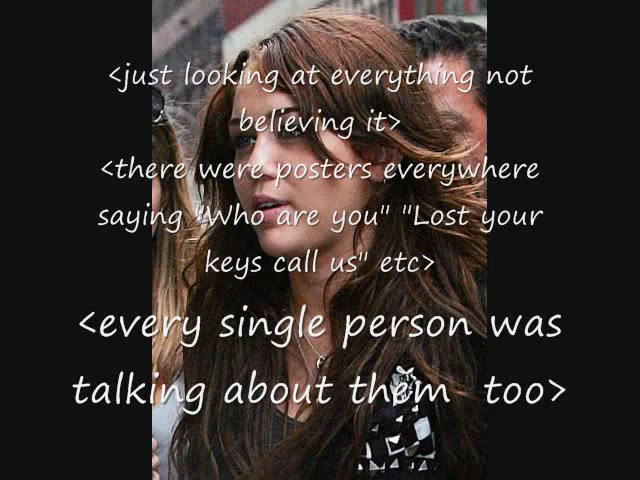 <just looking at everything not
believing it>
<there were posters everywhere
saying "Who are you" "Lost your
keys call us" etc>
<every single person was
talking about them  too>